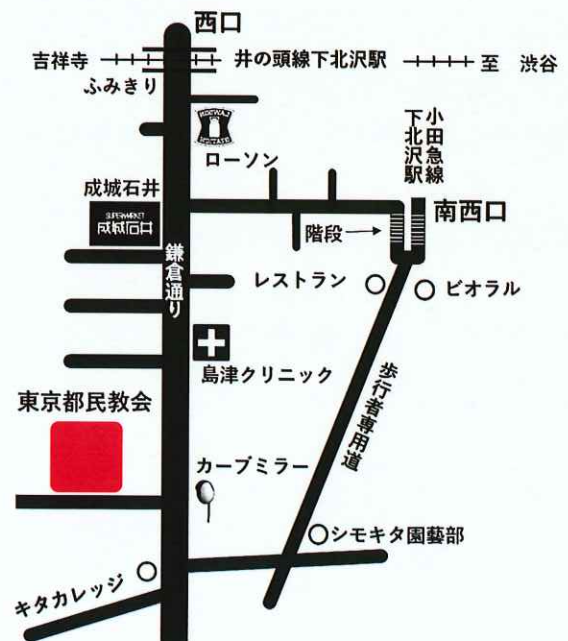 西口
吉祥寺
井の頭線下北沢駅
至 渋谷
ふみきり
ローソン
小田急線
下北沢駅
成城石井
SUPERMARKET
成城石井
南西口
階段
鎌倉通り
レストラン
ビオラル
島津クリニック
歩行者専用道
東京都民教会
カーブミラー
シモキタ園藝部
キタカレッジ